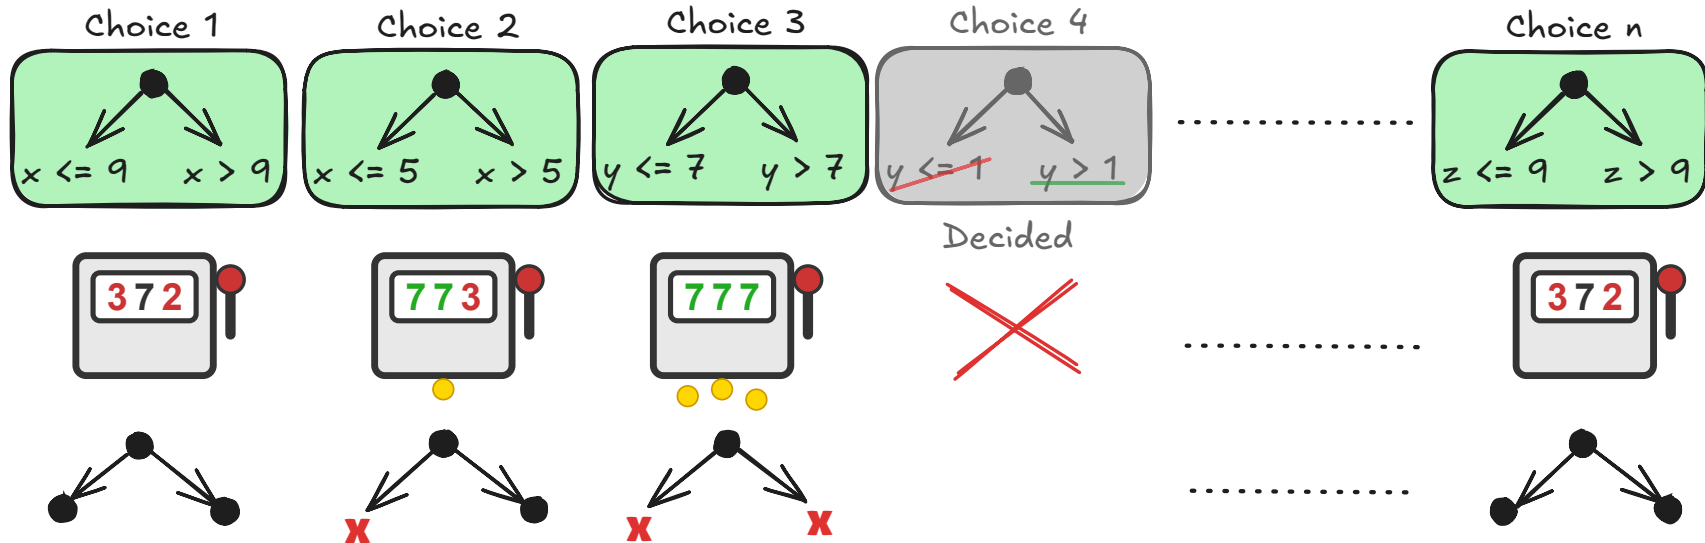 Choice 1
Choice 2
Choice 3
Choice 4
Choice n
x <= 9 x > 9
x <= 5 x > 5
y <= 7 y > 7
y <= 1 y > 1
z <= 9 z > 9
Decided
372
773
777
372
x
x
x